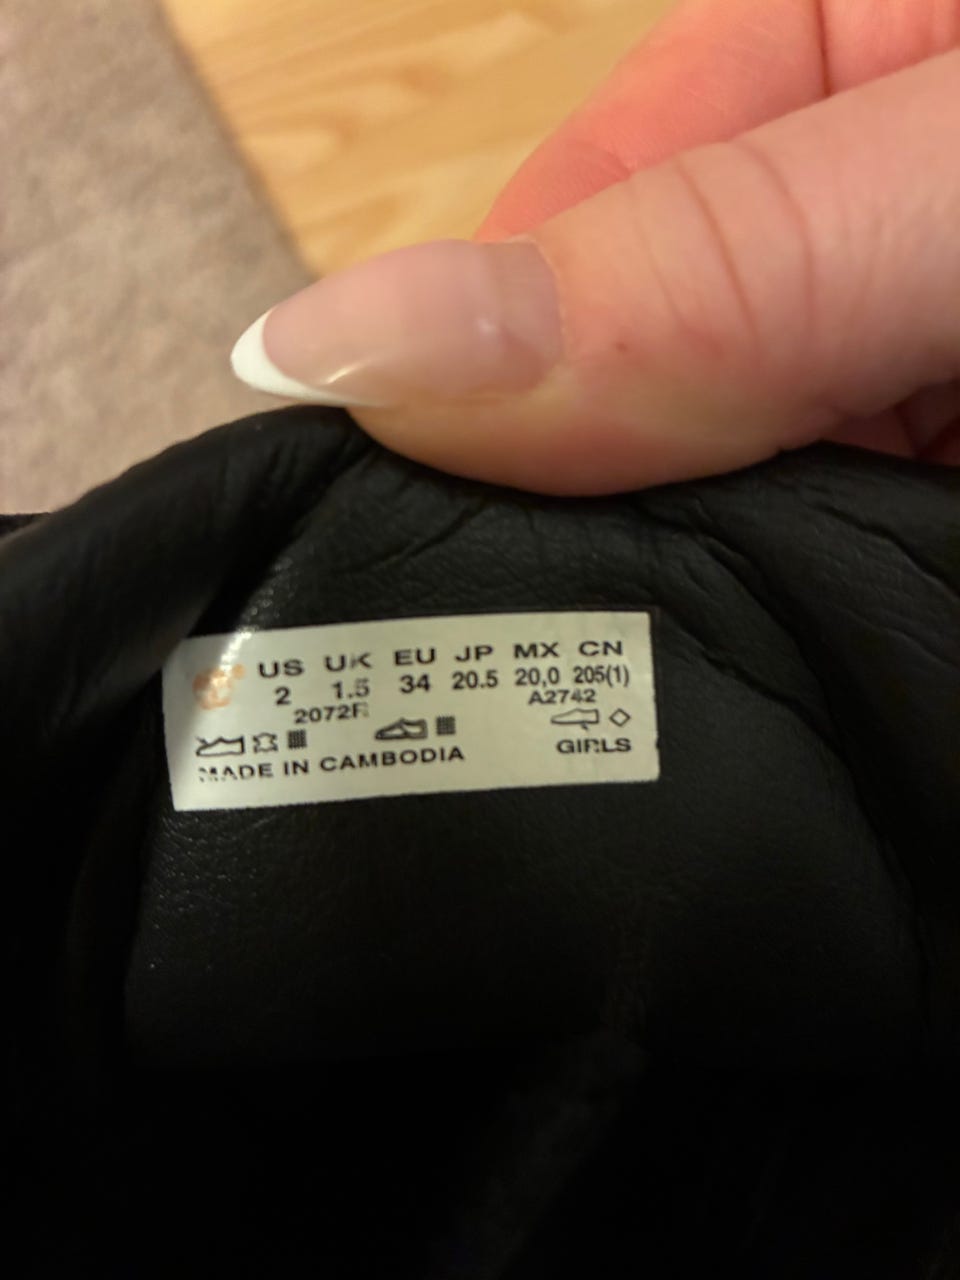 US UK EU JP MX CN
2 1.5 34 20.5 20,0 205(1)
2072R A2742
GIRLS
MADE IN CAMBODIA